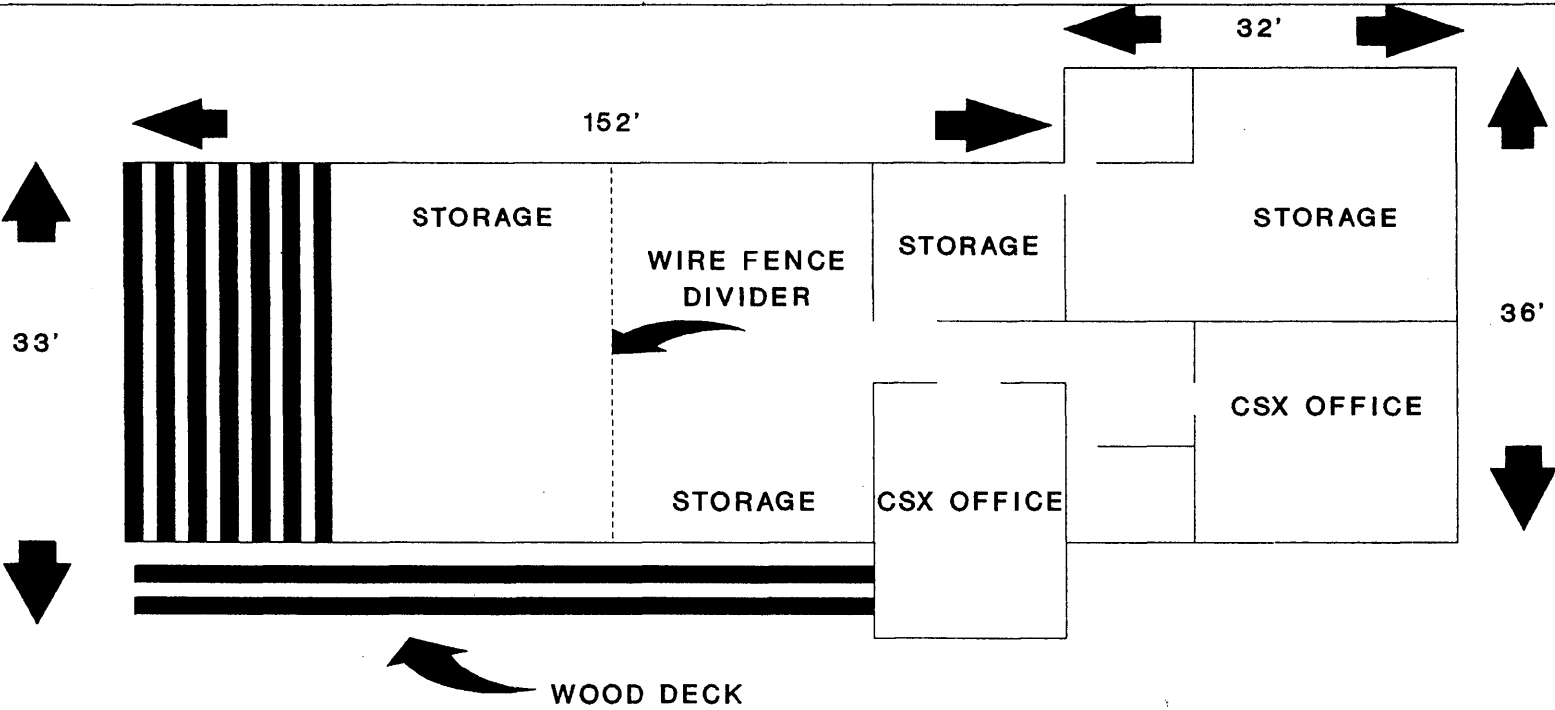 32'
152'
STORAGE
STORAGE
STORAGE
WIRE FENCE
DIVIDER
33'
36'
CSX OFFICE
STORAGE
CSX OFFICE
WOOD DECK